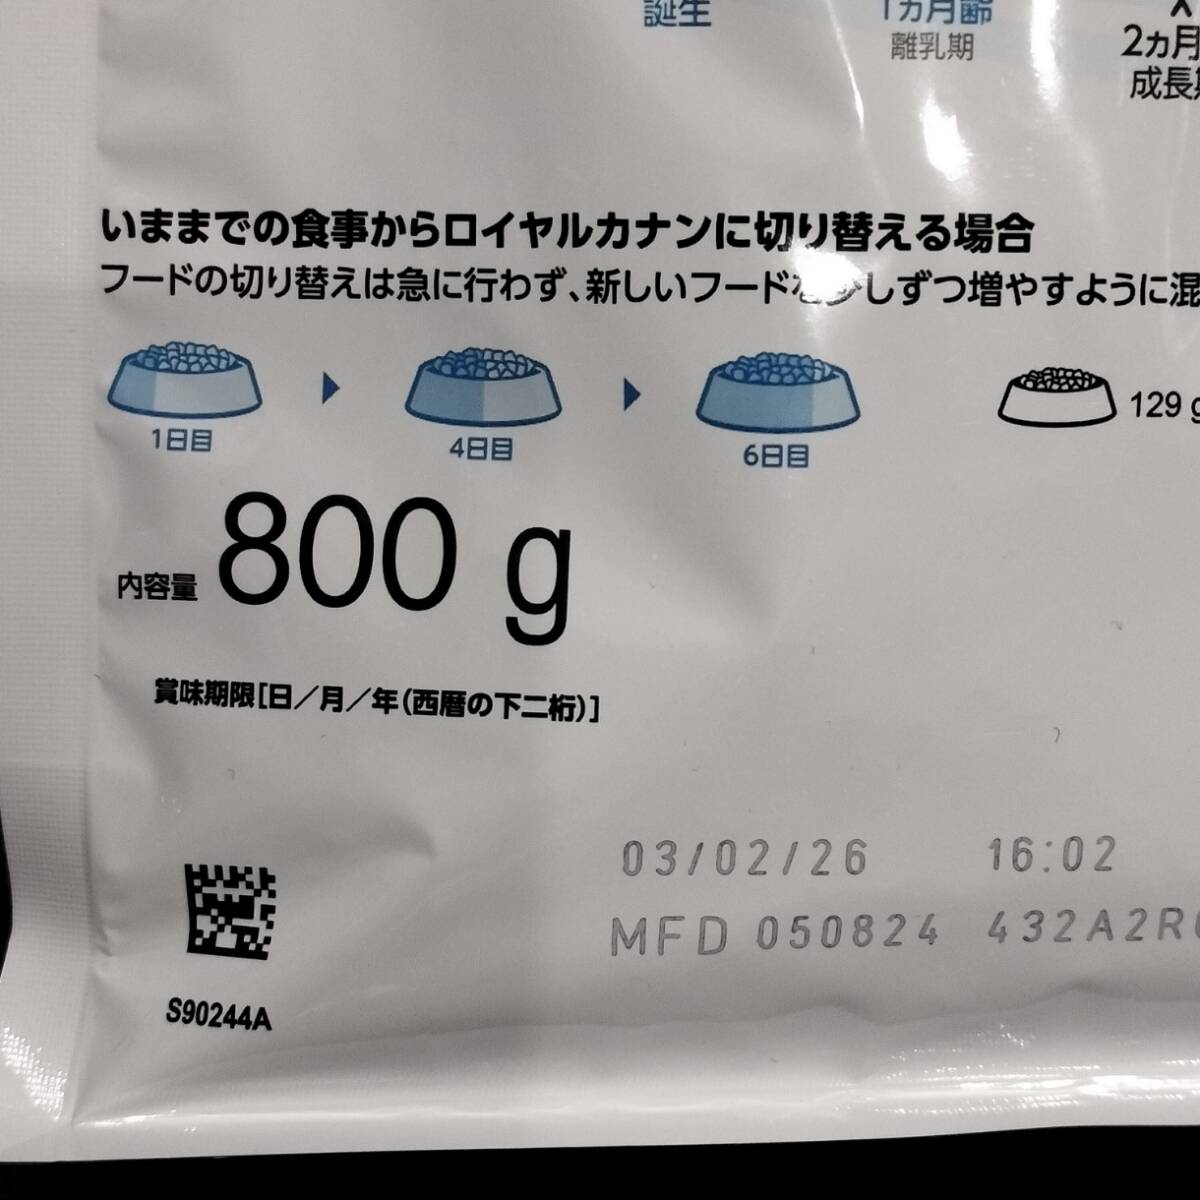 誕生
1カ月齢
離乳期
2カ月
成長期
いままでの食事からロイヤルカナンに切り替える場合
フードの切り替えは急に行わず、新しいフードを少しずつ増やすように混
1日目
4日目
6日目
129 g
内容量 800 g
賞味期限[日/月/年(西暦の下二桁)]
03/02/26 16:02
MFD 050824 432A2R
S90244A